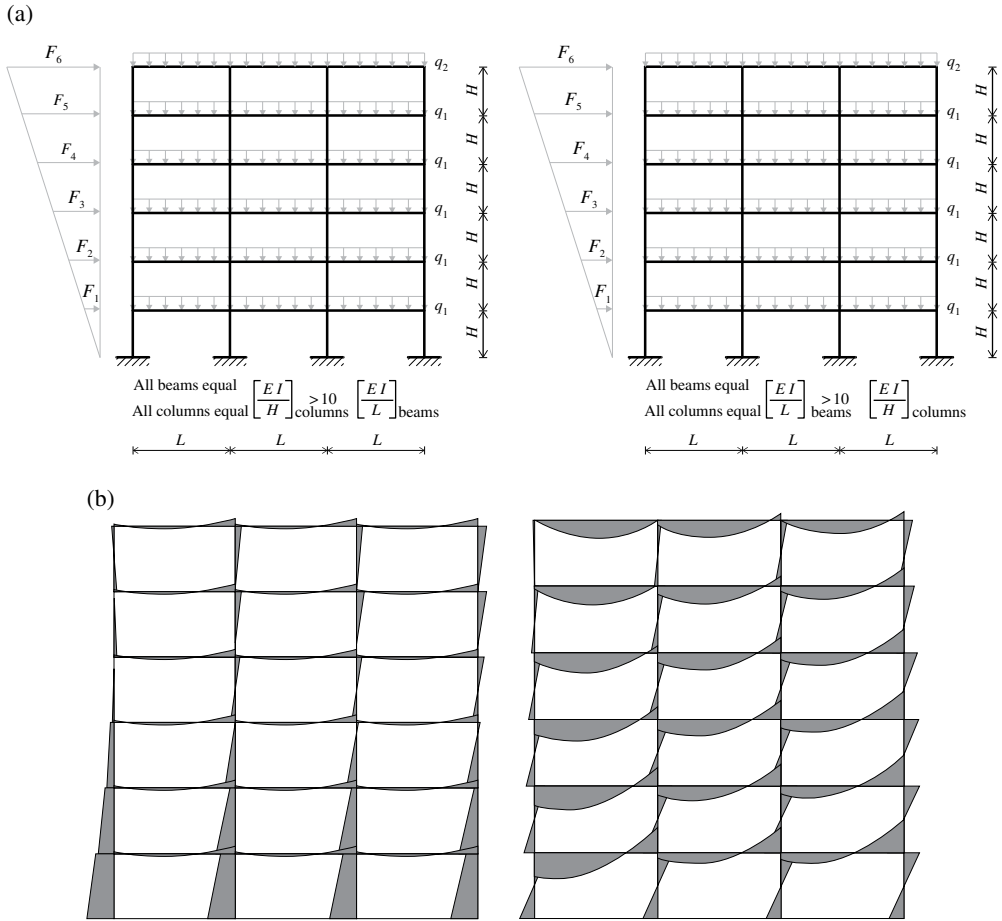 (a)
F6
F5
F4
F3
F2
F1
q2
q1
q1
q1
q1
q1
H
H
H
H
H
H
All beams equal
All columns equal [EI/H] columns >10 [EI/L] beams
L L L
F6
F5
F4
F3
F2
F1
q2
q1
q1
q1
q1
q1
H
H
H
H
H
H
All beams equal
All columns equal [EI/L] beams >10 [EI/H] columns
L L L
(b)